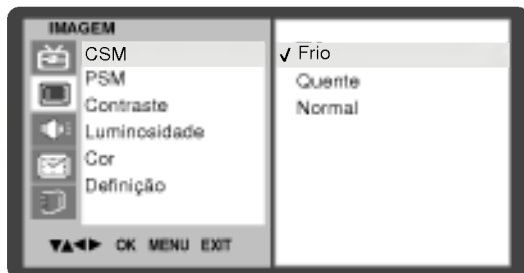 IMAGEM
CSM
PSM
Contraste
Luminosidade
Cor
Definição
▼▲◀▶ OK MENU EXIT
✓ Frio
Quente
Normal